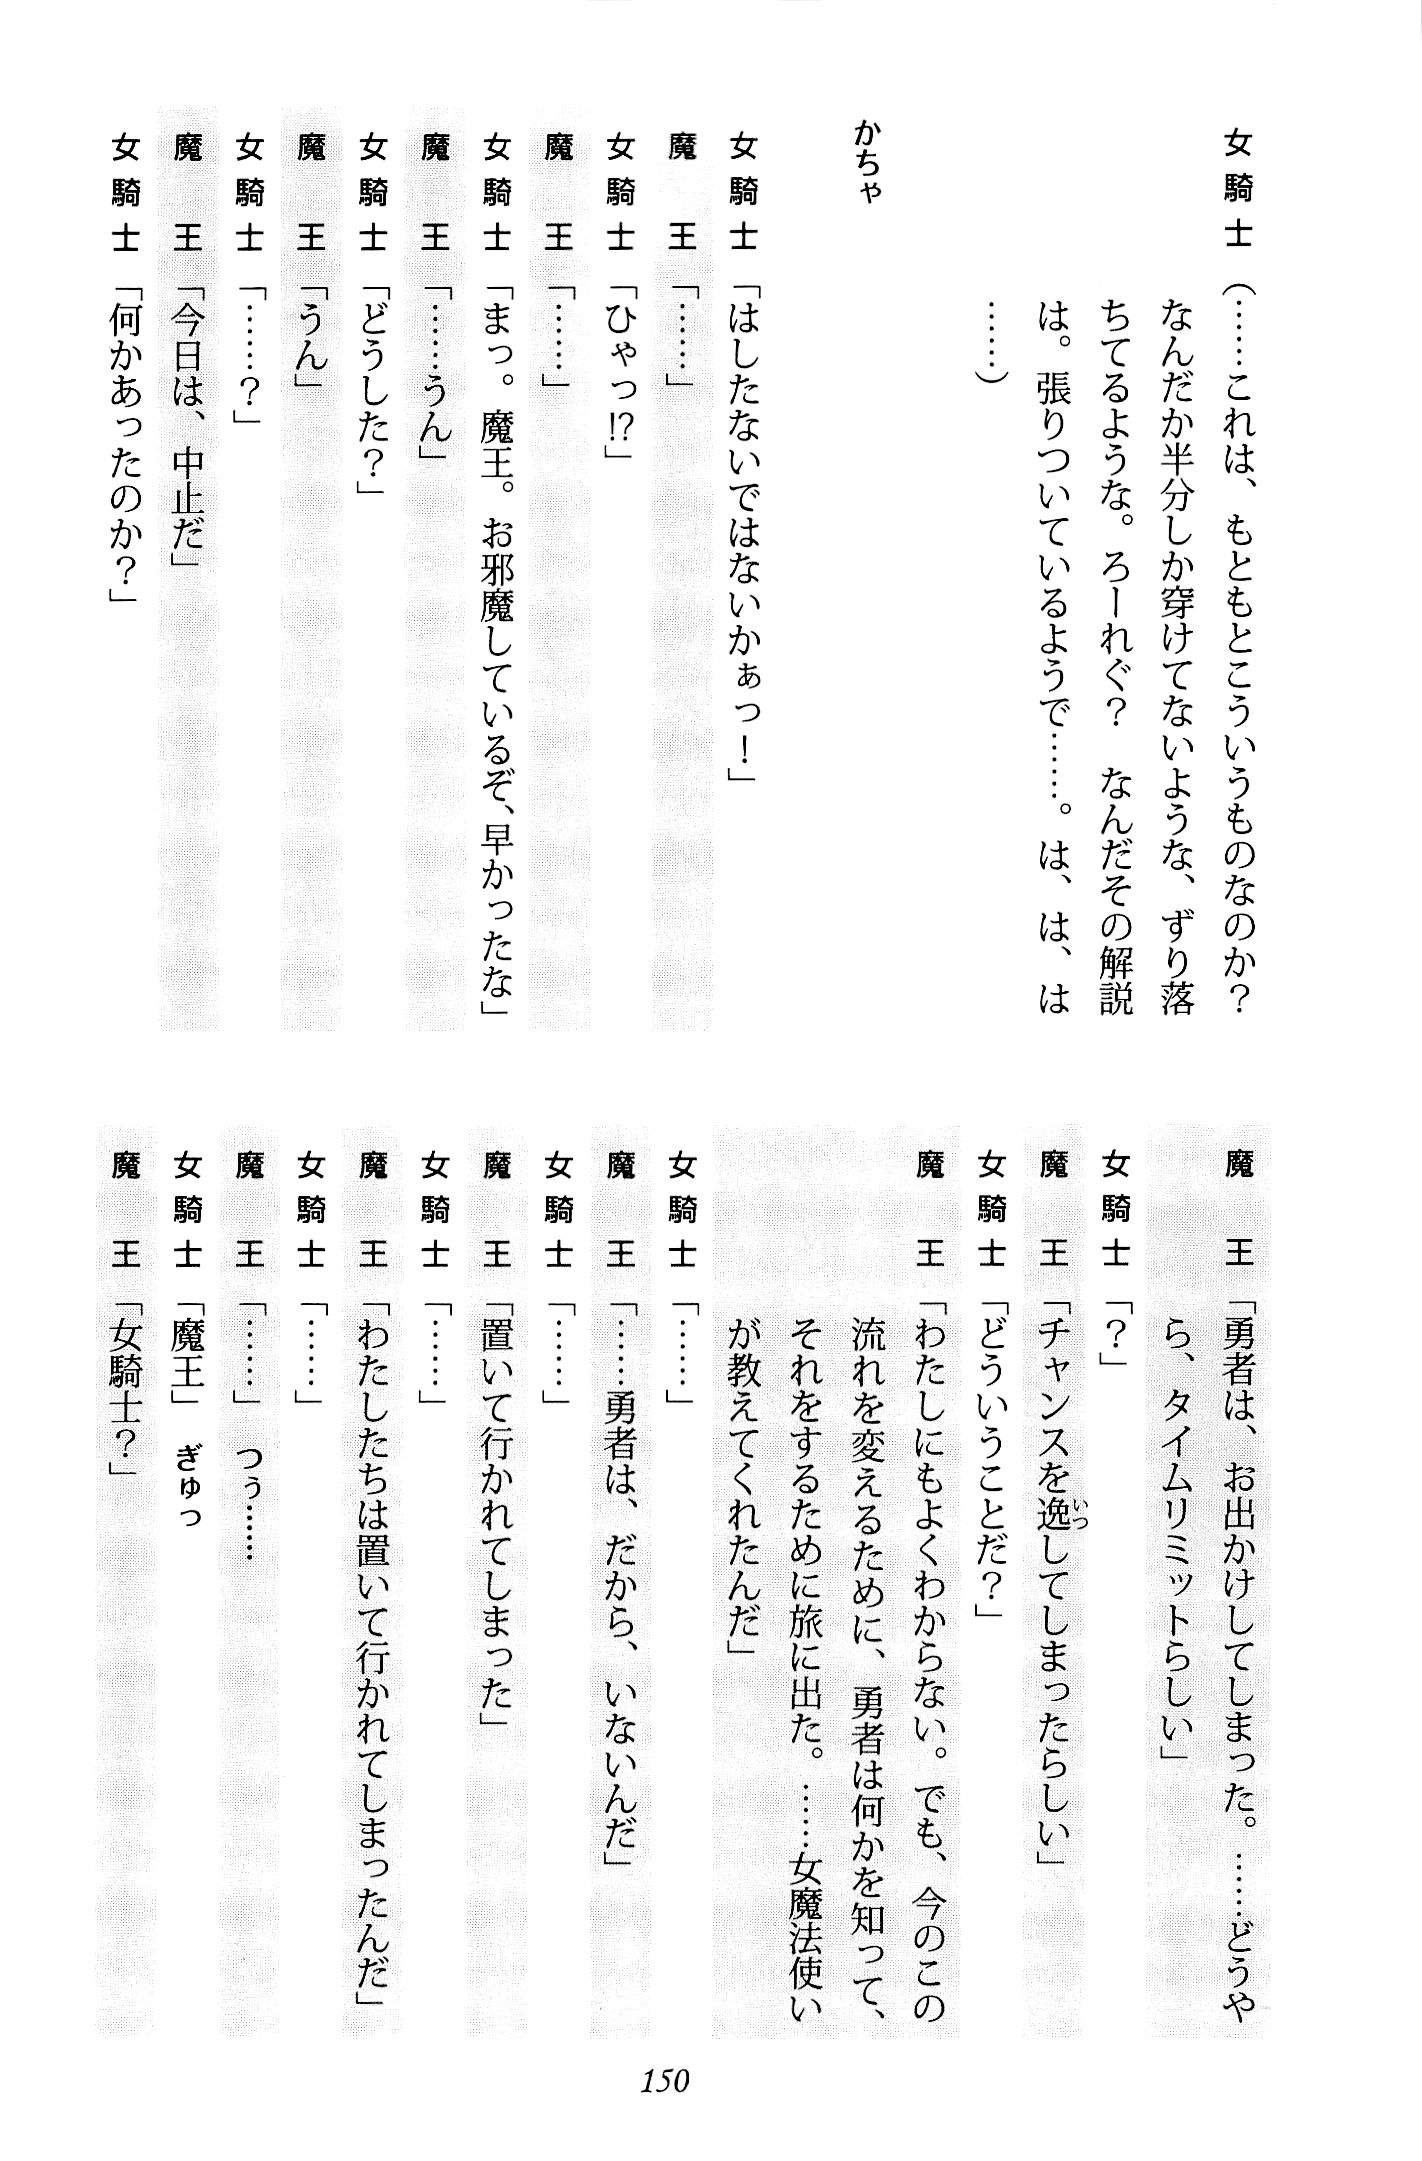 女騎士（……これは、もともとこういうものなのか？
なんだか半分しか穿けてないような、ずり落
ちてるような。ろーれぐ？　なんだその解説
は。張りついているようで……。は、は、は
……）
かちゃ
女騎士「はしたないではないかぁっ！」
魔　王「……」
女騎士「ひゃっ!?」
魔　王「……」
女騎士「まっ。魔王。お邪魔しているぞ、早かったな」
魔　王「……うん」
女騎士「どうした？」
魔　王「うん」
女騎士「……？」
魔　王「今日は、中止だ」
女騎士「何かあったのか？」
魔　王「勇者は、お出かけしてしまった。……どうや
ら、タイムリミットらしい」
女騎士「？」
魔　王「チャンスを逸いつしてしまったらしい」
女騎士「どういうことだ？」
魔　王「わたしにもよくわからない。でも、今のこの
流れを変えるために、勇者は何かを知って、
それをするために旅に出た。……女魔法使い
が教えてくれたんだ」
女騎士「……」
魔　王「……勇者は、だから、いないんだ」
女騎士「……」
魔　王「置いて行かれてしまった」
女騎士「……」
魔　王「わたしたちは置いて行かれてしまったんだ」
女騎士「……」
魔　王「……」　つぅ……
女騎士「魔王」　ぎゅっ
魔　王「女騎士？」
150